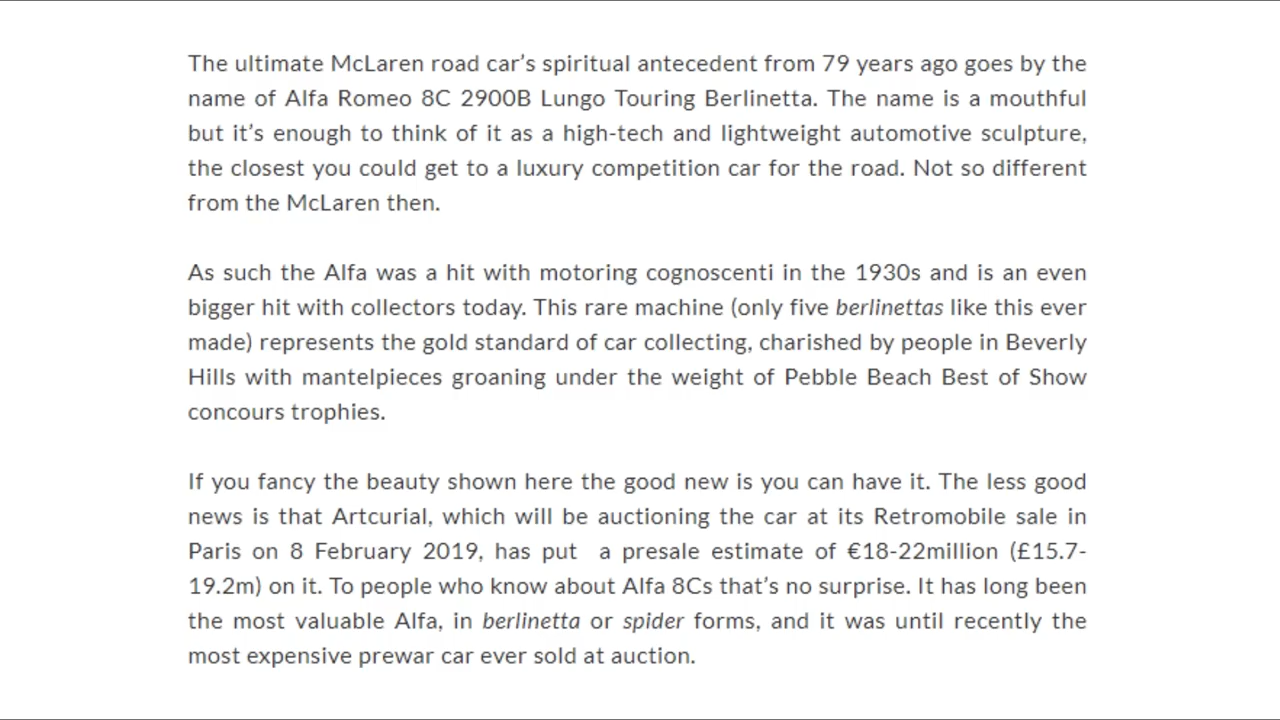 The ultimate McLaren road car’s spiritual antecedent from 79 years ago goes by the
name of Alfa Romeo 8C 2900B Lungo Touring Berlinetta. The name is a mouthful
but it’s enough to think of it as a high-tech and lightweight automotive sculpture,
the closest you could get to a luxury competition car for the road. Not so different
from the McLaren then.
As such the Alfa was a hit with motoring cognoscenti in the 1930s and is an even
bigger hit with collectors today. This rare machine (only five berlinettas like this ever
made) represents the gold standard of car collecting, charished by people in Beverly
Hills with mantelpieces groaning under the weight of Pebble Beach Best of Show
concours trophies.
If you fancy the beauty shown here the good new is you can have it. The less good
news is that Artcurial, which will be auctioning the car at its Retromobile sale in
Paris on 8 February 2019, has put  a presale estimate of €18-22million (£15.7-
19.2m) on it. To people who know about Alfa 8Cs that’s no surprise. It has long been
the most valuable Alfa, in berlinetta or spider forms, and it was until recently the
most expensive prewar car ever sold at auction.